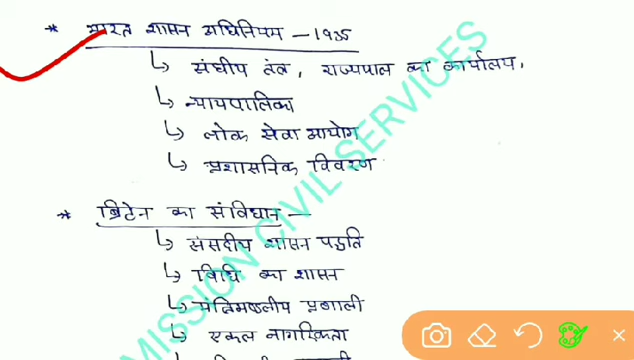 * भारत शासन अधिनियम – 1935
↳ संघीय तंत्र, राज्यपाल का कार्यालय,
↳ न्यायपालिका
↳ लोक सेवा आयोग
↳ प्रशासनिक विवरण
* ब्रिटेन का संविधान –
↳ संसदीय शासन पद्धति
↳ विधि का शासन
↳ मंत्रिमण्डलीय प्रणाली
↳ एकल नागरिकता
MISSION CIVIL SERVICES